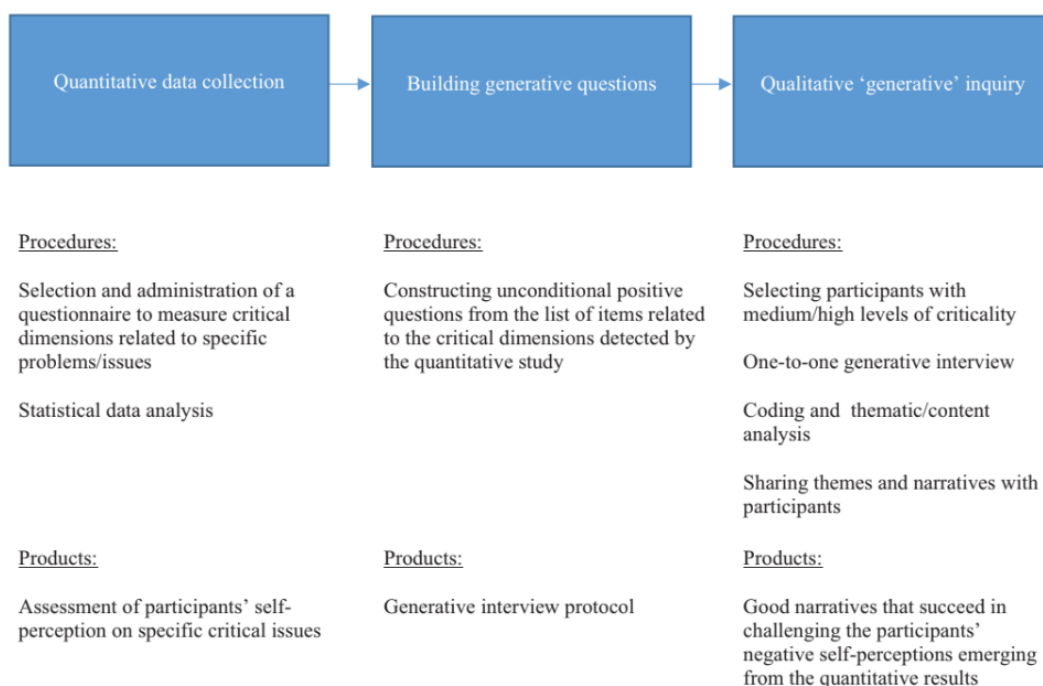 Quantitative data collection
Building generative questions
Qualitative ‘generative’ inquiry
Procedures:
Selection and administration of a
questionnaire to measure critical
dimensions related to specific
problems/issues
Statistical data analysis
Products:
Assessment of participants’ self-
perception on specific critical issues
Procedures:
Constructing unconditional positive
questions from the list of items related
to the critical dimensions detected by
the quantitative study
Products:
Generative interview protocol
Procedures:
Selecting participants with
medium/high levels of criticality
One-to-one generative interview
Coding and thematic/content
analysis
Sharing themes and narratives with
participants
Products:
Good narratives that succeed in
challenging the participants’
negative self-perceptions emerging
from the quantitative results